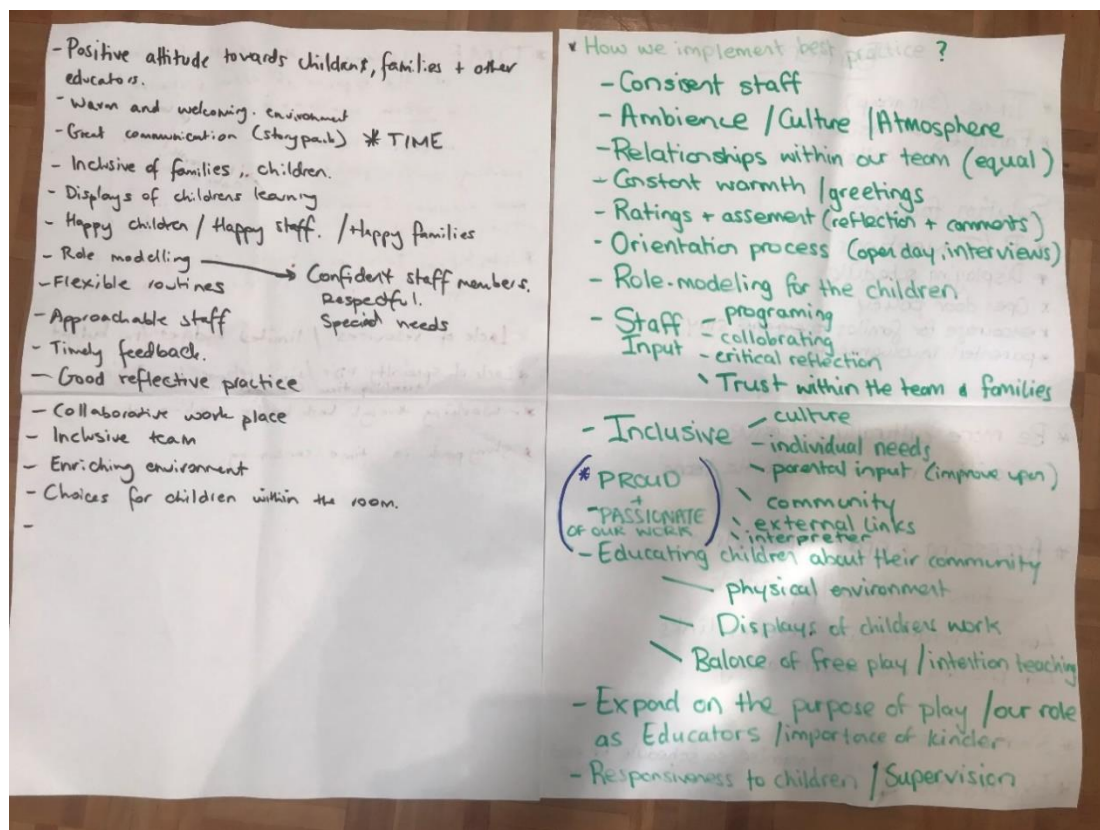 - Positive attitude towards childent, families + other
educators.
- Warm and welcoming. environment
- Great communication (storypark) * TIME
- Inclusive of families, children.
- Displays of childrens learning
- Happy children / Happy staff. / Happy families
- Role modelling → Confident staff members.
Respectful.
Special needs
- Flexible routines
- Approachable staff
- Timely feedback.
- Good reflective practice
- Collaborative work place
- Inclusive team
- Enriching environment
- Choices for children within the room.
-
* How we implement best practice ?
- Consisent staff
- Ambience / Culture / Atmosphere
- Relationships within our team (equal)
- Constant warmth / greetings
- Ratings + assement (reflection + comments)
- Orientation process (open day, interviews)
- Role-modeling for the children
- Staff Input - programing
- collobrating
- critical reflection
- Trust within the team & families
- Inclusive - culture
- individual needs
- parental input (improve upon)
- community
- external links
- interpreter
* PROUD
+
- PASSIONATE
OF OUR WORK
- Educating children about their community
- physical environment
- Displays of childrens work
- Balance of free play / intention teaching
- Expand on the purpose of play / our role
as Educators / importance of kinder
- Responsiveness to children / Supervision